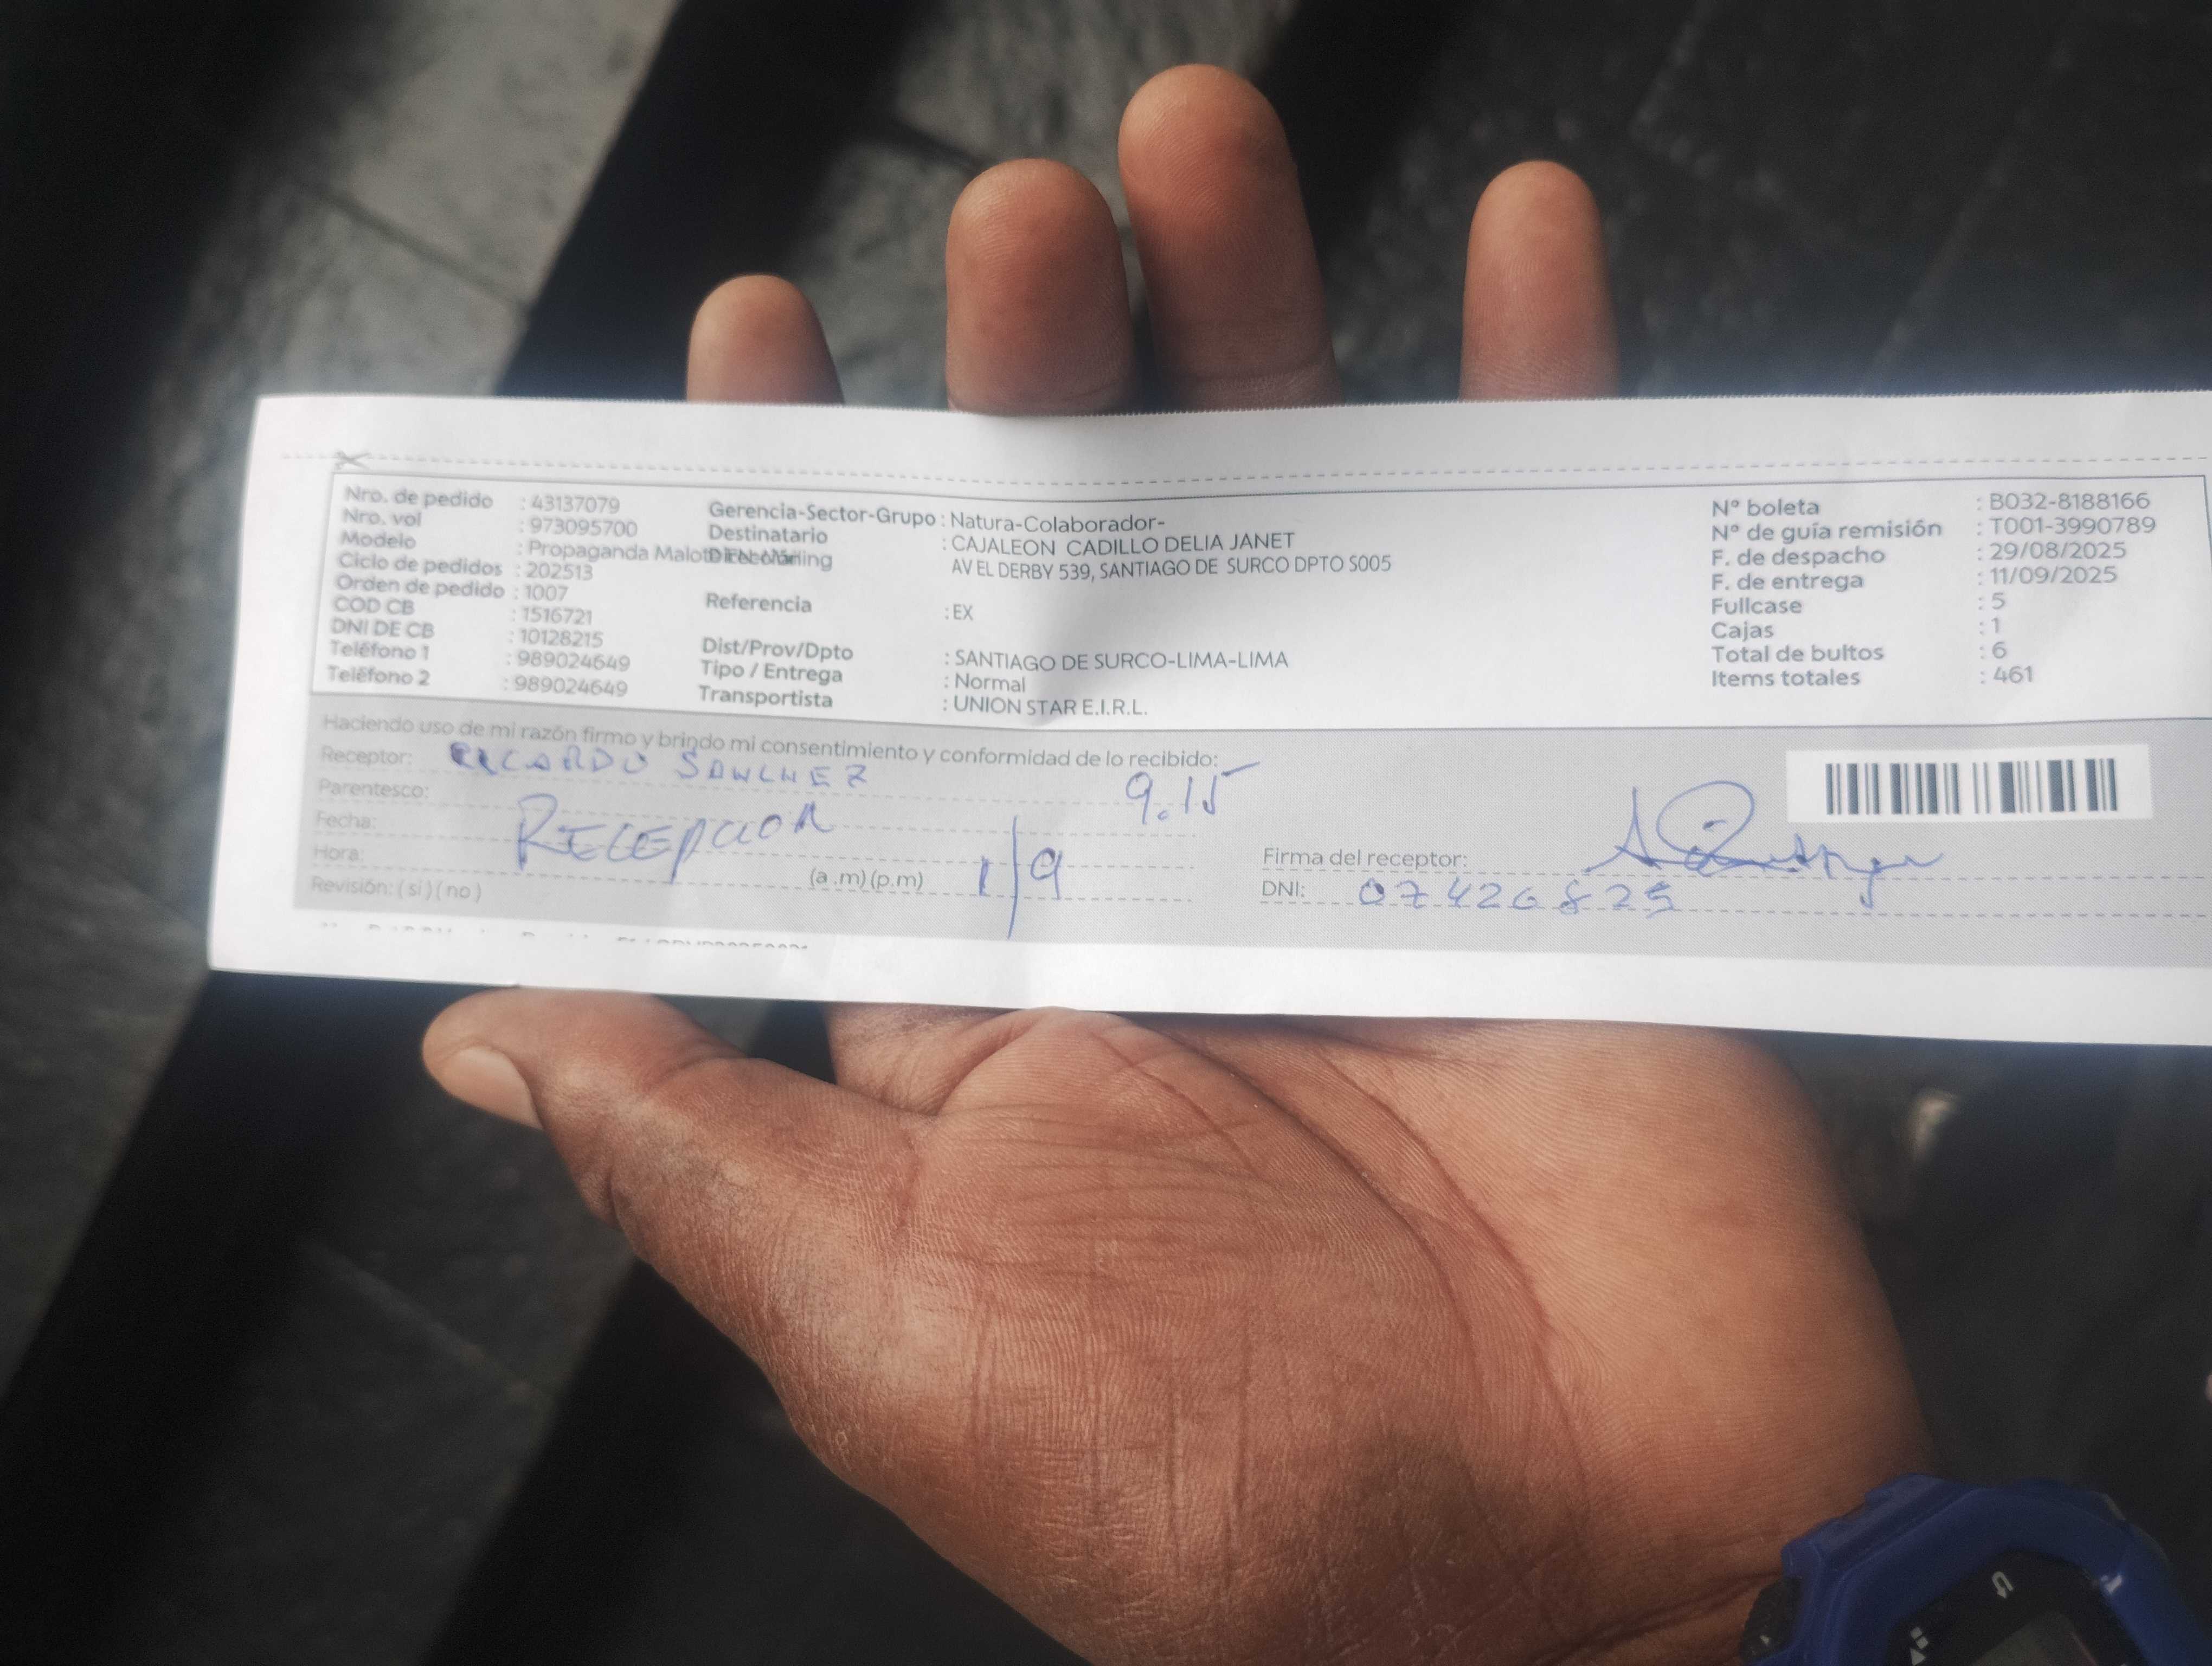 Nro. de pedido : 43137079
Nro. vol : 973095700
Modelo : Propaganda
Ciclo de pedidos : 202513
Orden de pedido : 1007
COD CB : 1516721
DNI DE CB : 10128215
Teléfono 1 : 989024649
Teléfono 2 : 989024649
Gerencia-Sector-Grupo : Natura-Colaborador-
Destinatario : CAJALEON CADILLO DELIA JANET
AV EL DERBY 539, SANTIAGO DE SURCO DPTO S005
Referencia : EX
Dist/Prov/Dpto : SANTIAGO DE SURCO-LIMA-LIMA
Tipo / Entrega : Normal
Transportista : UNION STAR E.I.R.L.
N° boleta : B032-8188166
N° de guía remisión : T001-3990789
F. de despacho : 29/08/2025
F. de entrega : 11/09/2025
Fullcase : 5
Cajas : 1
Total de bultos : 6
Items totales : 461
Haciendo uso de mi razón firmo y brindo mi consentimiento y conformidad de lo recibido:
Receptor: RICARDO SANCHEZ
Parentesco: 9.15
Fecha: RECEPCION
Hora: (a .m) (p.m) 1/9
Revisión: ( si ) ( no )
Firma del receptor:
DNI: 07426825